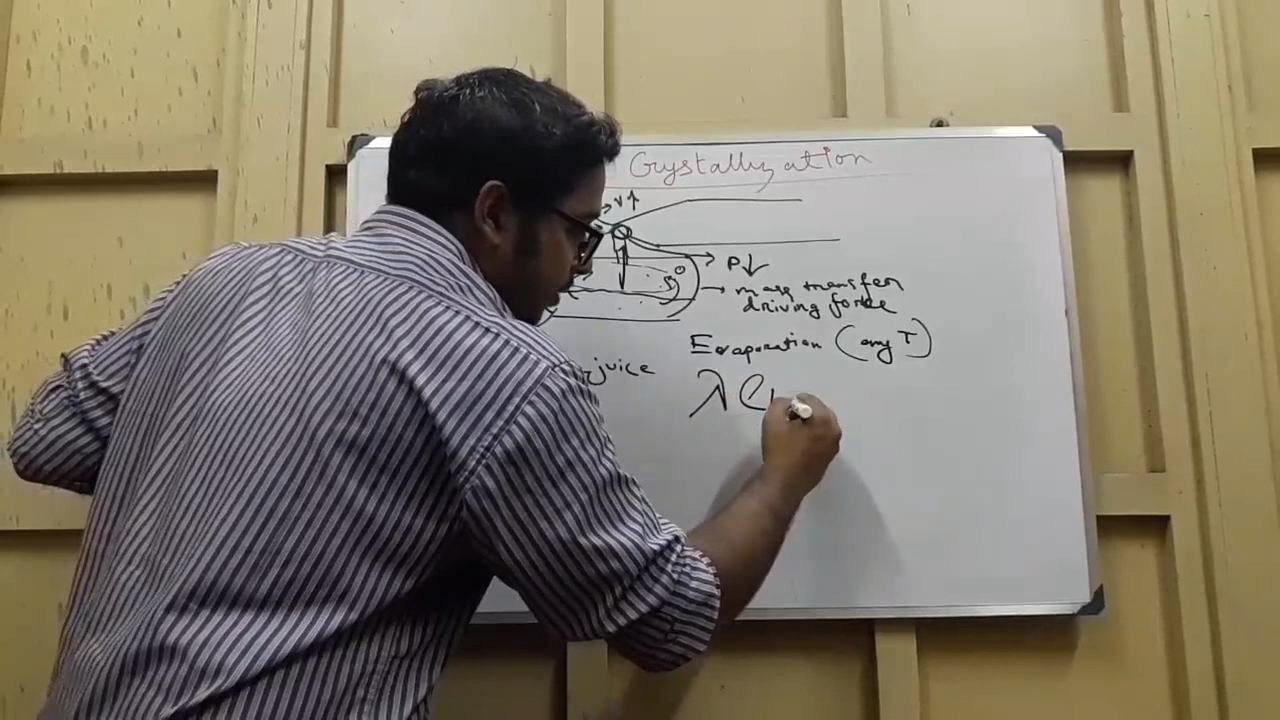 Crystallization
V↑
P↓
mass transfer
driving force
Evaporation (any T)
juice
λ